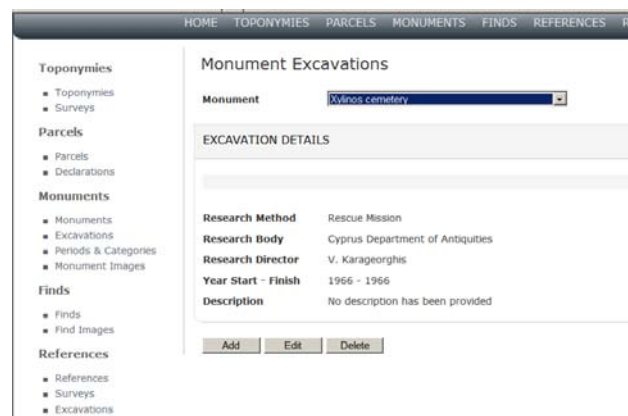 HOME TOPONYMIES PARCELS MONUMENTS FINDS REFERENCES R
Toponymies
Toponymies
Surveys
Parcels
Parcels
Declarations
Monuments
Monuments
Excavations
Periods & Categories
Monument Images
Finds
Finds
Find Images
References
References
Surveys
Excavations
Monument Excavations
Monument Xylinos cemetery
EXCAVATION DETAILS
Research Method Rescue Mission
Research Body Cyprus Department of Antiquities
Research Director V. Karageorghis
Year Start - Finish 1966 - 1966
Description No description has been provided
Add Edit Delete